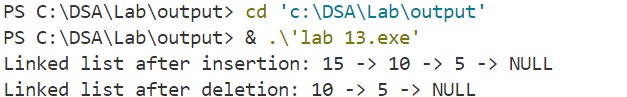 PS C:\DSA\Lab\output> cd 'c:\DSA\Lab\output'
PS C:\DSA\Lab\output> & .\'lab 13.exe'
Linked list after insertion: 15 -> 10 -> 5 -> NULL
Linked list after deletion: 10 -> 5 -> NULL